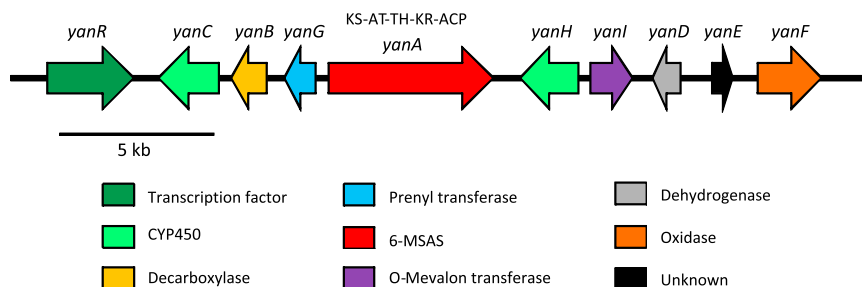 KS-AT-TH-KR-ACP
yanR yanC yanB yanG yanA yanH yanI yanD yanE yanF
5 kb
Transcription factor Prenyl transferase Dehydrogenase
CYP450 6-MSAS Oxidase
Decarboxylase O-Mevalon transferase Unknown